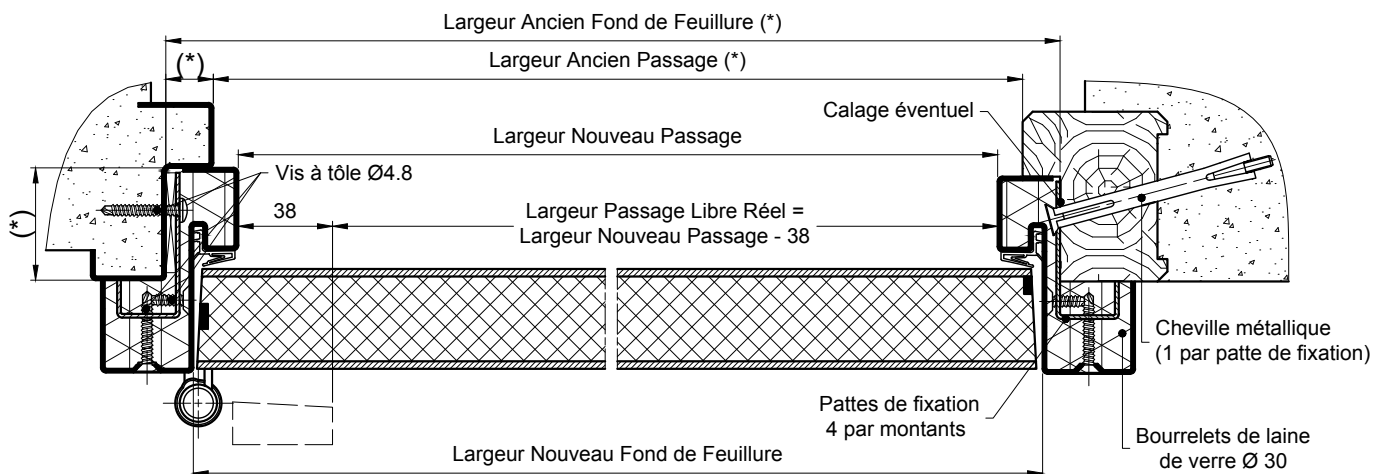 Largeur Ancien Fond de Feuillure (*)
(*)
Largeur Ancien Passage (*)
Calage éventuel
Largeur Nouveau Passage
Vis à tôle Ø4.8
(*)
38
Largeur Passage Libre Réel =
Largeur Nouveau Passage - 38
Cheville métallique
(1 par patte de fixation)
Pattes de fixation
4 par montants
Bourrelets de laine
de verre Ø 30
Largeur Nouveau Fond de Feuillure